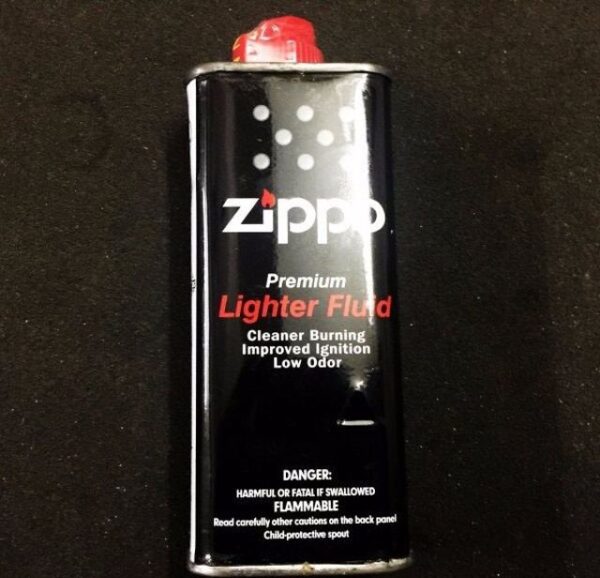 zippo
Premium
Lighter Fluid
Cleaner Burning
Improved Ignition
Low Odor
DANGER:
HARMFUL OR FATAL IF SWALLOWED
FLAMMABLE
Read carefully other cautions on the back panel
Child-protective spout